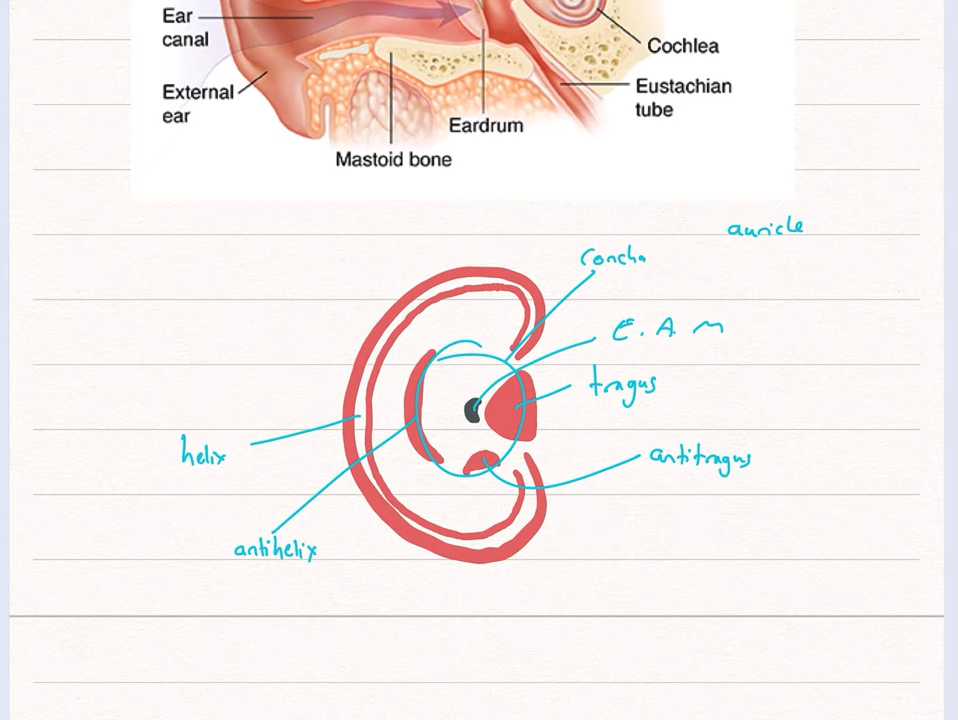 Ear
canal
Cochlea
External
ear
Eustachian
tube
Eardrum
Mastoid bone
auricle
Concha
E. A. M
tragus
helix
antitragus
antihelix